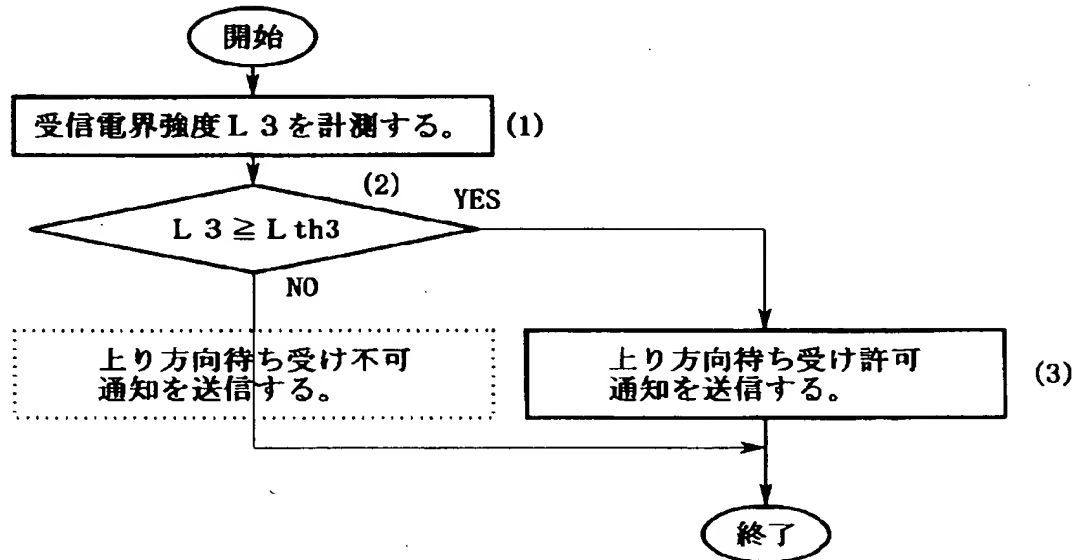 開始
受信電界強度L3を計測する。 (1)
(2)
YES
L3≧Lth3
NO
上り方向待ち受け不可
通知を送信する。
上り方向待ち受け許可
通知を送信する。
(3)
終了